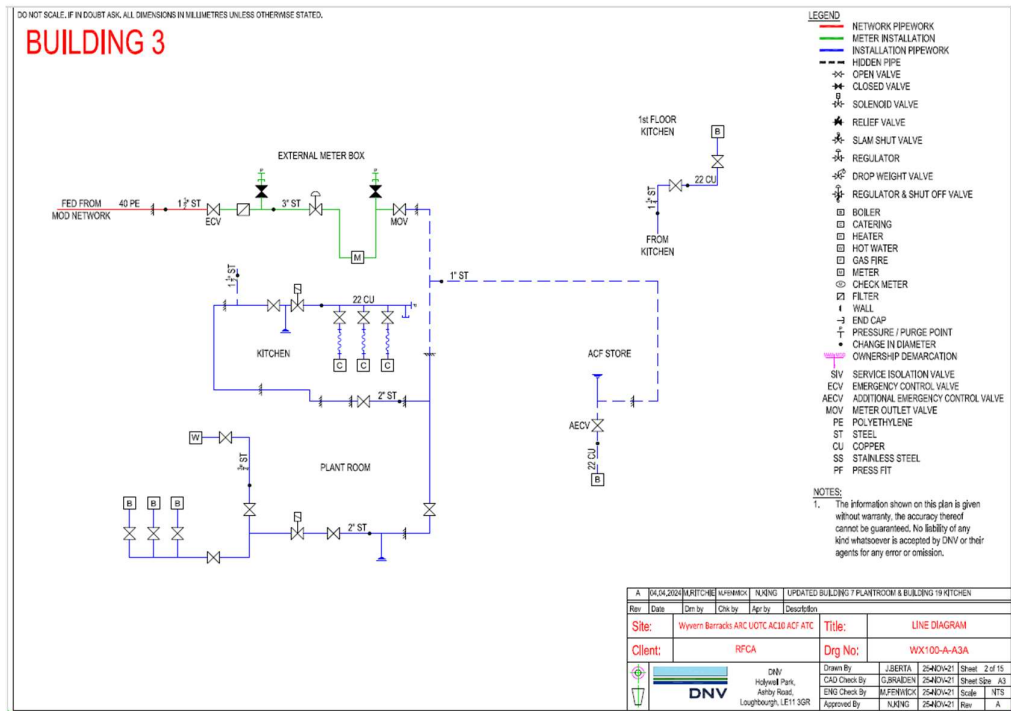 DO NOT SCALE. IF IN DOUBT ASK. ALL DIMENSIONS IN MILLIMETRES UNLESS OTHERWISE STATED.
BUILDING 3
LEGEND
NETWORK PIPEWORK
METER INSTALLATION
INSTALLATION PIPEWORK
HIDDEN PIPE
OPEN VALVE
CLOSED VALVE
SOLENOID VALVE
RELIEF VALVE
SLAM SHUT VALVE
REGULATOR
DROP WEIGHT VALVE
REGULATOR & SHUT OFF VALVE
BOILER
CATERING
HEATER
HOT WATER
GAS FIRE
METER
CHECK METER
FILTER
WALL
END CAP
PRESSURE / PURGE POINT
CHANGE IN DIAMETER
OWNERSHIP DEMARCATION
SIV SERVICE ISOLATION VALVE
ECV EMERGENCY CONTROL VALVE
AECV ADDITIONAL EMERGENCY CONTROL VALVE
MOV METER OUTLET VALVE
PE POLYETHYLENE
ST STEEL
CU COPPER
SS STAINLESS STEEL
PF PRESS FIT
NOTES:
1. The information shown on this plan is given
without warranty, the accuracy thereof
cannot be guaranteed. No liability of any
kind whatsoever is accepted by DNV or their
agents for any error or omission.
1st FLOOR
KITCHEN
B
22 CU
1 1/2" ST
FROM
KITCHEN
EXTERNAL METER BOX
FED FROM
MOD NETWORK
40 PE
1 1/2" ST
ECV
3" ST
M
MOV
1" ST
1 1/2" ST
22 CU
KITCHEN
C C C
2" ST
ACF STORE
AECV
22 CU
B
W
PLANT ROOM
B B B
2" ST
A 04,04,2024 M,RITCHIE M,FENWICK N,KING UPDATED BUILDING 7 PLANTROOM & BUILDING 19 KITCHEN
Rev Date Drn by Chk by Apr by Description
Site: Wyvern Barracks ARC UOTC AC10 ACF ATC Title: LINE DIAGRAM
Client: RFCA Drg No: WX100-A-A3A
DNV
DNV
Holywell Park,
Ashby Road,
Loughbourgh, LE11 3GR
Drawn By J.BERTA 25-NOV-21 Sheet 2 of 15
CAD Check By G,BRAIDEN 25-NOV-21 Sheet Size A3
ENG Check By M,FENWICK 25-NOV-21 Scale NTS
Approved By N,KING 25-NOV-21 Rev A